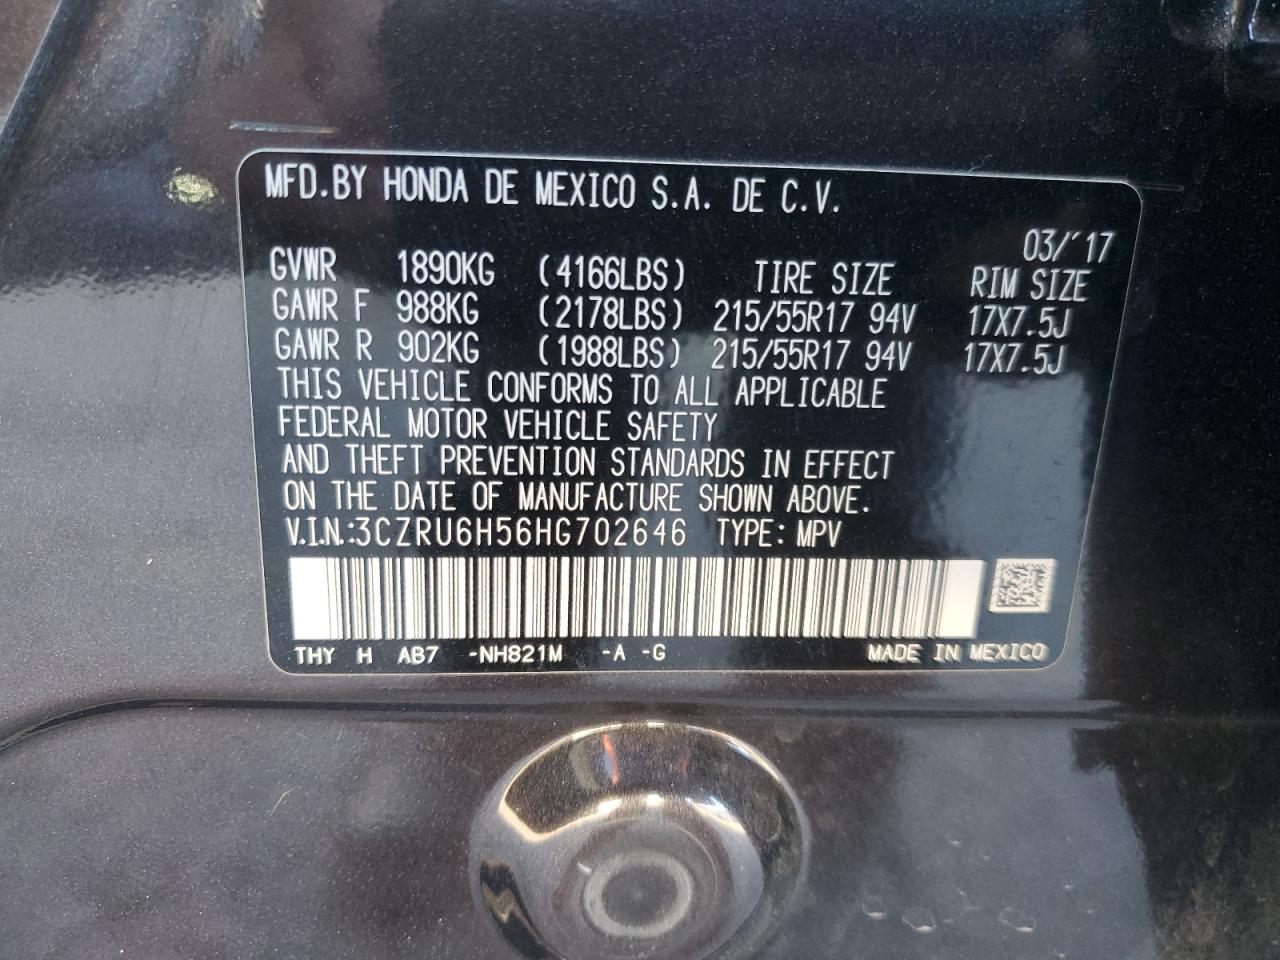 MFD.BY HONDA DE MEXICO S.A. DE C.V.
03/'17
GVWR 1890KG (4166LBS) TIRE SIZE RIM SIZE
GAWR F 988KG (2178LBS) 215/55R17 94V 17X7.5J
GAWR R 902KG (1988LBS) 215/55R17 94V 17X7.5J
THIS VEHICLE CONFORMS TO ALL APPLICABLE
FEDERAL MOTOR VEHICLE SAFETY
AND THEFT PREVENTION STANDARDS IN EFFECT
ON THE DATE OF MANUFACTURE SHOWN ABOVE.
V.I.N.:3CZRU6H56HG702646 TYPE: MPV
THY H AB7 -NH821M -A -G MADE IN MEXICO